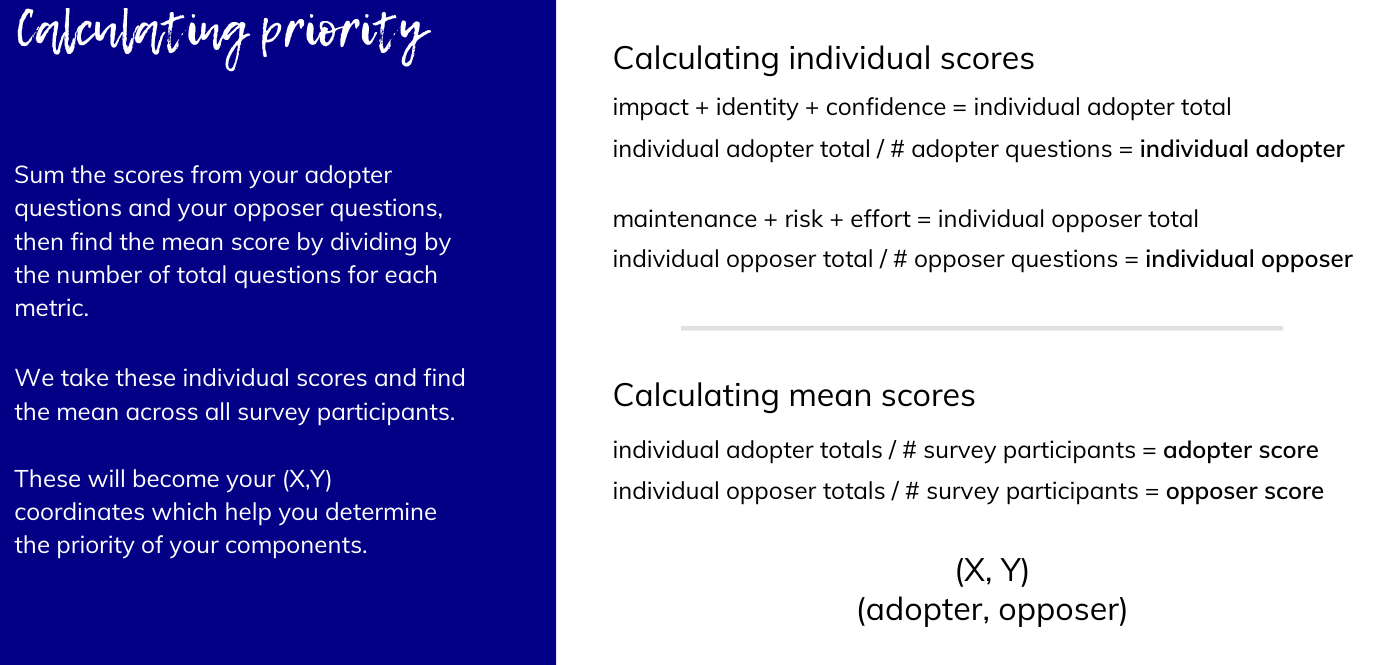 Calculating priority
Sum the scores from your adopter
questions and your opposer questions,
then find the mean score by dividing by
the number of total questions for each
metric.
We take these individual scores and find
the mean across all survey participants.
These will become your (X,Y)
coordinates which help you determine
the priority of your components.
Calculating individual scores
impact + identity + confidence = individual adopter total
individual adopter total / # adopter questions = individual adopter
maintenance + risk + effort = individual opposer total
individual opposer total / # opposer questions = individual opposer
Calculating mean scores
individual adopter totals / # survey participants = adopter score
individual opposer totals / # survey participants = opposer score
(X, Y)
(adopter, opposer)